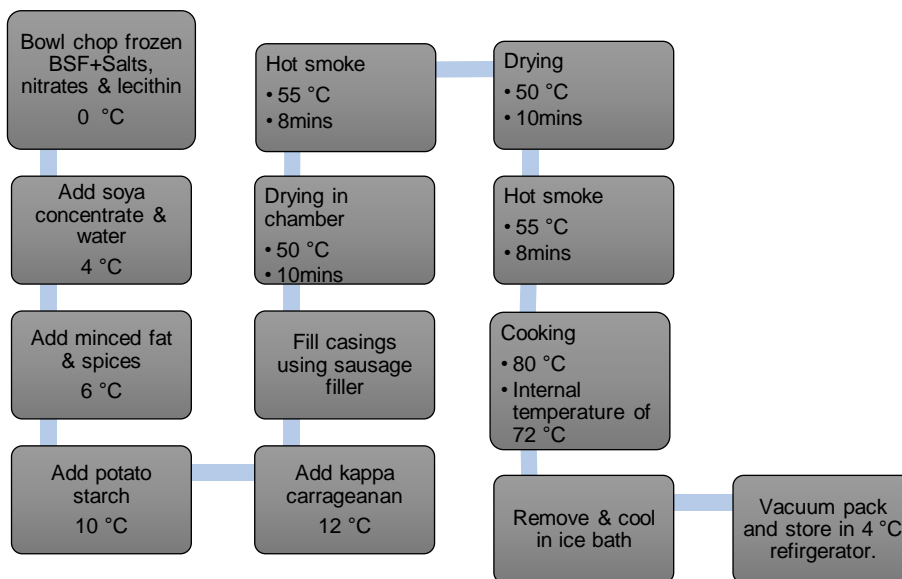 Bowl chop frozen
BSF+Salts,
nitrates & lecithin
0 °C
Add soya
concentrate &
water
4 °C
Add minced fat
& spices
6 °C
Add potato
starch
10 °C
Add kappa
carrageanan
12 °C
Fill casings
using sausage
filler
Drying in
chamber
• 50 °C
• 10mins
Hot smoke
• 55 °C
• 8mins
Drying
• 50 °C
• 10mins
Hot smoke
• 55 °C
• 8mins
Cooking
• 80 °C
• Internal
temperature of
72 °C
Remove & cool
in ice bath
Vacuum pack
and store in 4 °C
refirgerator.